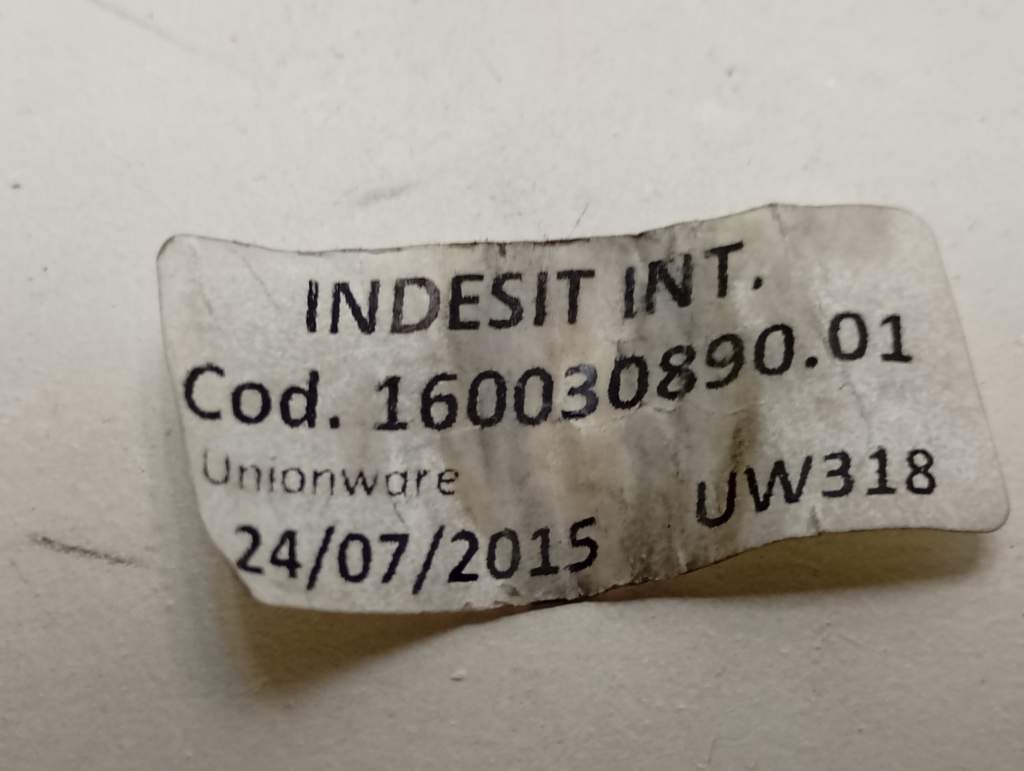 INDESIT INT.
Cod. 160030890.01
Unionware UW318
24/07/2015